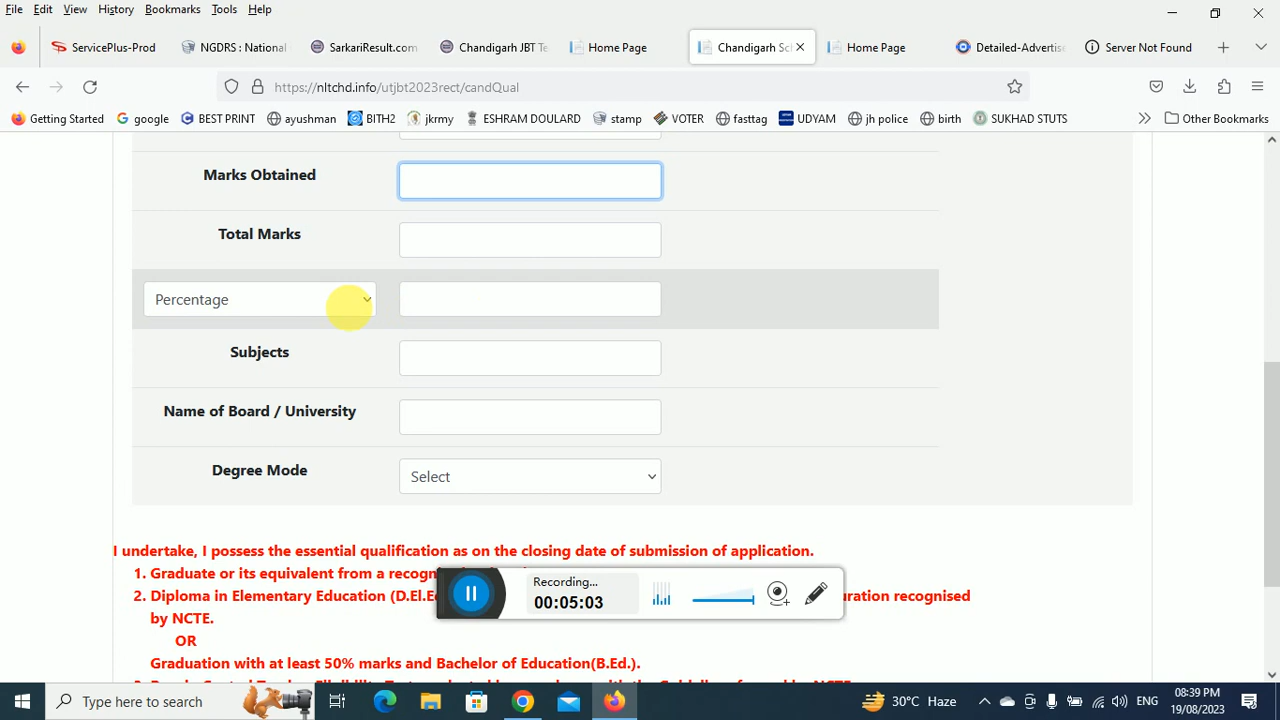 File Edit View History Bookmarks Tools Help
ServicePlus-Prod NGDRS : National SarkariResult.com Chandigarh JBT Te Home Page Chandigarh Scl Home Page Detailed-Advertise Server Not Found
https://nltchd.info/utjbt2023rect/candQual
Getting Started google BEST PRINT ayushman BITH2 jkrmy ESHRAM DOULARD stamp VOTER fasttag UDYAM jh police birth SUKHAD STUTS Other Bookmarks
Marks Obtained
Total Marks
Percentage
Subjects
Name of Board / University
Degree Mode Select
I undertake, I possess the essential qualification as on the closing date of submission of application.
1. Graduate or its equivalent from a recogn
2. Diploma in Elementary Education (D.El.Ed uration recognised
by NCTE.
OR
Graduation with at least 50% marks and Bachelor of Education(B.Ed.).
Recording...
00:05:03
Type here to search 30°C Haze ENG 08:39 PM
19/08/2023